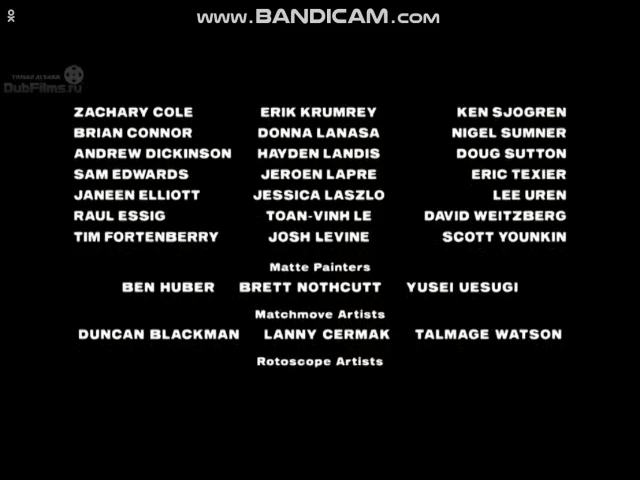 www.BANDICAM.com
DubFilms.ru
ZACHARY COLE ERIK KRUMREY KEN SJOGREN
BRIAN CONNOR DONNA LANASA NIGEL SUMNER
ANDREW DICKINSON HAYDEN LANDIS DOUG SUTTON
SAM EDWARDS JEROEN LAPRE ERIC TEXIER
JANEEN ELLIOTT JESSICA LASZLO LEE UREN
RAUL ESSIG TOAN-VINH LE DAVID WEITZBERG
TIM FORTENBERRY JOSH LEVINE SCOTT YOUNKIN
Matte Painters
BEN HUBER BRETT NOTHCUTT YUSEI UESUGI
Matchmove Artists
DUNCAN BLACKMAN LANNY CERMAK TALMAGE WATSON
Rotoscope Artists